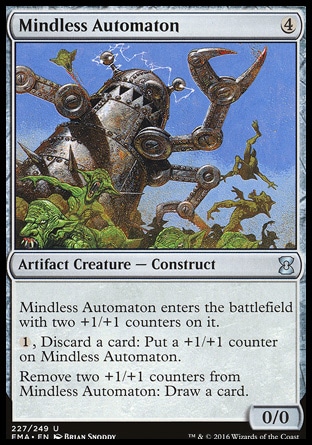 Mindless Automaton 4
Artifact Creature — Construct
Mindless Automaton enters the battlefield
with two +1/+1 counters on it.
1, Discard a card: Put a +1/+1 counter
on Mindless Automaton.
Remove two +1/+1 counters from
Mindless Automaton: Draw a card.
0/0
227/249 U
EMA • EN Brian Snoddy
™ & © 2016 Wizards of the Coast